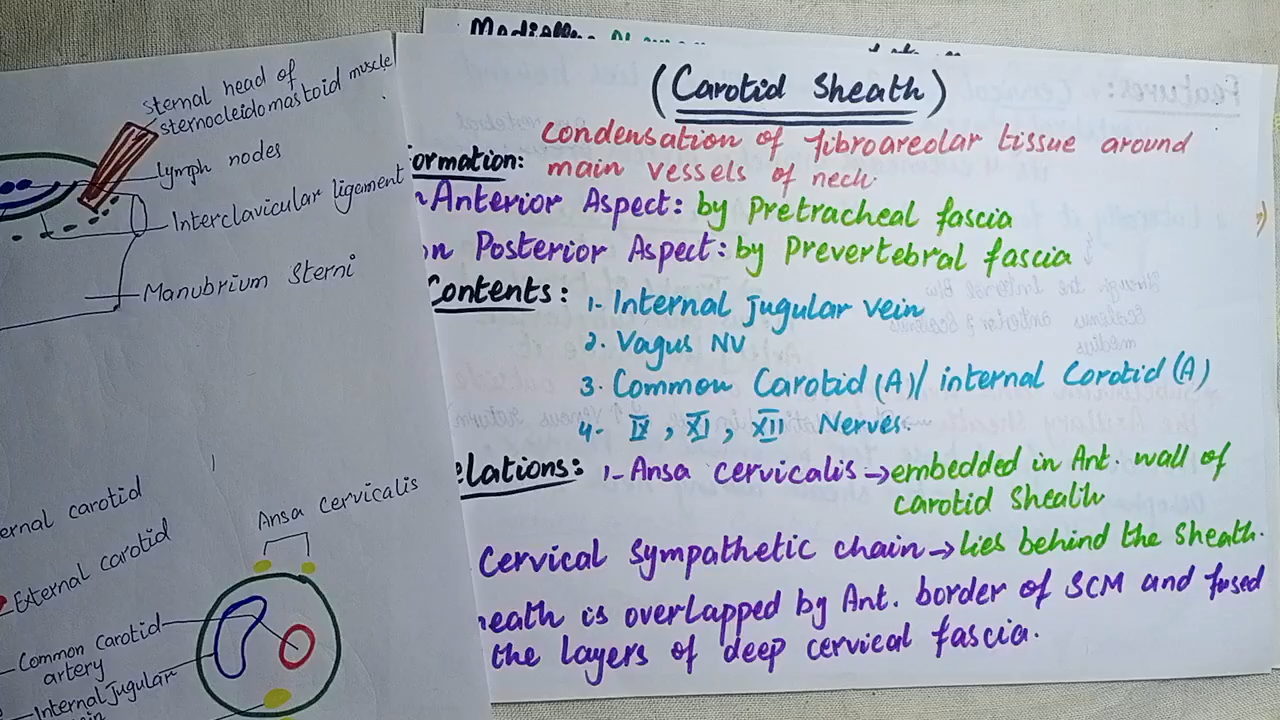 sternal head of
sternocleidomastoid muscle
lymph nodes
Interclavicular ligament
Manubrium Sterni
ernal carotid
External carotid
Ansa Cervicalis
Common carotid
artery
Internal Jugular
(Carotid Sheath)
ormation: condensation of fibroareolar tissue around
main vessels of neck.
n Anterior Aspect: by Pretracheal fascia
on Posterior Aspect: by Prevertebral fascia
Contents: 1- Internal jugular vein
2. Vagus NV
3. Common Carotid (A)/ internal Corotid (A)
4- IX, XI, XII Nerves.
elations: 1- Ansa cervicalis → embedded in Ant. wall of
carotid Sheath
Cervical Sympathetic chain → lies behind the Sheath.
heath is overlapped by Ant. border of SCM and fused
the layers of deep cervical fascia.